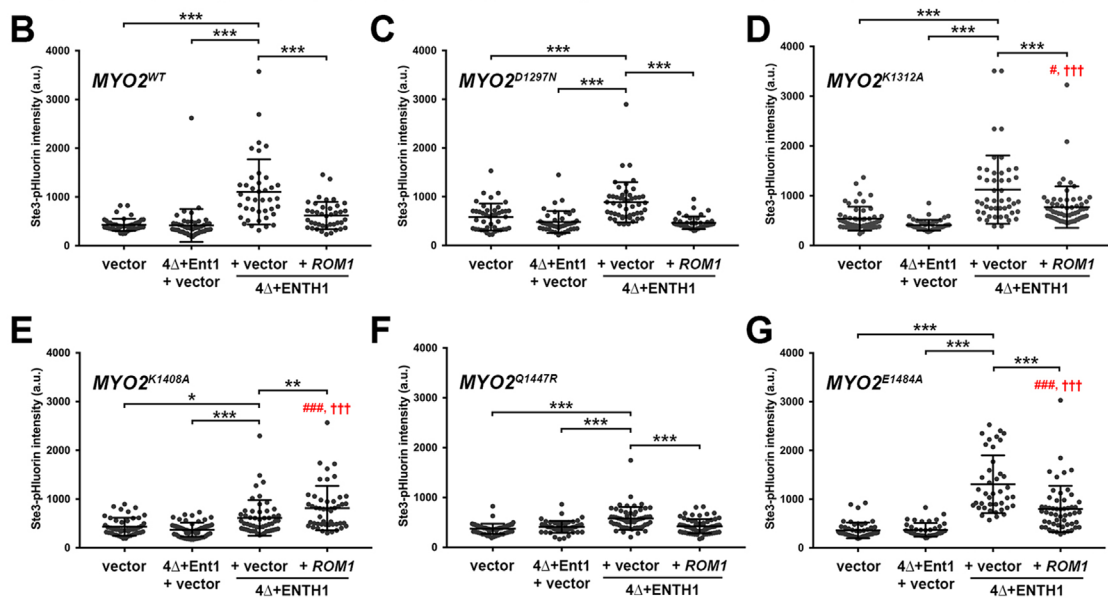 B
MYO2WT
Ste3-pHluorin intensity (a.u.)
4000
3000
2000
1000
0
***
***
***
vector
4Δ+Ent1
+ vector
+ vector
+ ROM1
4Δ+ENTH1
C
MYO2D1297N
Ste3-pHluorin intensity (a.u.)
4000
3000
2000
1000
0
***
***
***
vector
4Δ+Ent1
+ vector
+ vector
+ ROM1
4Δ+ENTH1
D
MYO2K1312A
Ste3-pHluorin intensity (a.u.)
4000
3000
2000
1000
0
***
***
***
#, †††
vector
4Δ+Ent1
+ vector
+ vector
+ ROM1
4Δ+ENTH1
E
MYO2K1408A
Ste3-pHluorin intensity (a.u.)
4000
3000
2000
1000
0
**
*
***
###, †††
vector
4Δ+Ent1
+ vector
+ vector
+ ROM1
4Δ+ENTH1
F
MYO2Q1447R
Ste3-pHluorin intensity (a.u.)
4000
3000
2000
1000
0
***
***
***
vector
4Δ+Ent1
+ vector
+ vector
+ ROM1
4Δ+ENTH1
G
MYO2E1484A
Ste3-pHluorin intensity (a.u.)
4000
3000
2000
1000
0
***
***
***
###, †††
vector
4Δ+Ent1
+ vector
+ vector
+ ROM1
4Δ+ENTH1